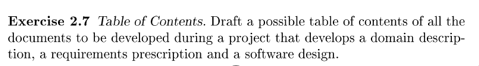 Exercise 2.7 Table of Contents. Draft a possible table of contents of all the
documents to be developed during a project that develops a domain descrip-
tion, a requirements prescription and a software design.